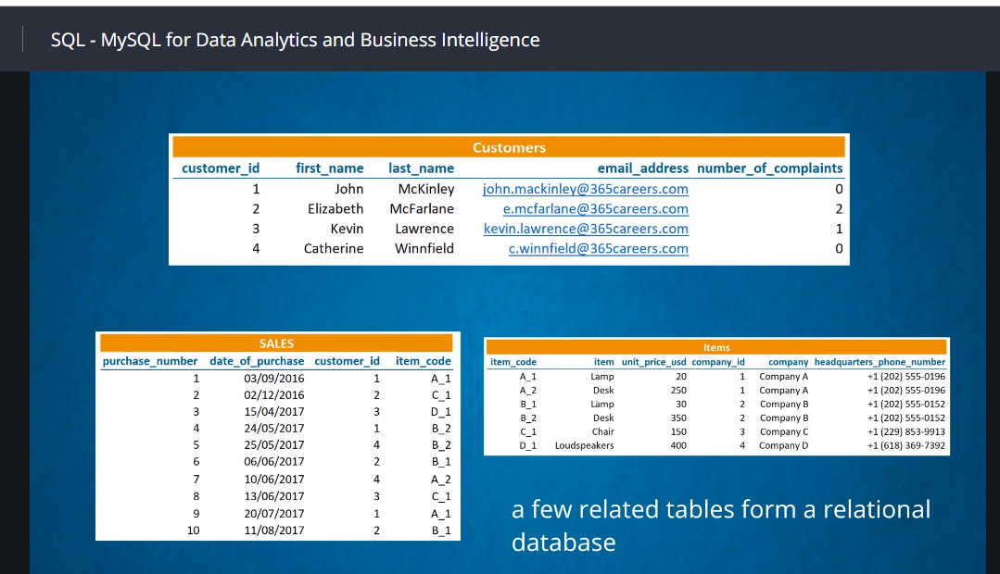 SQL - MySQL for Data Analytics and Business Intelligence
Customers
customer_id first_name last_name email_address number_of_complaints
1 John McKinley john.mackinley@365careers.com 0
2 Elizabeth McFarlane e.mcfarlane@365careers.com 2
3 Kevin Lawrence kevin.lawrence@365careers.com 1
4 Catherine Winnfield c.winnfield@365careers.com 0
SALES
purchase_number date_of_purchase customer_id item_code
1 03/09/2016 1 A_1
2 02/12/2016 2 C_1
3 15/04/2017 3 D_1
4 24/05/2017 1 B_2
5 25/05/2017 4 B_2
6 06/06/2017 2 B_1
7 10/06/2017 4 A_2
8 13/06/2017 3 C_1
9 20/07/2017 1 A_1
10 11/08/2017 2 B_1
Items
item_code item unit_price_usd company_id company headquarters_phone_number
A_1 Lamp 20 1 Company A +1 (202) 555-0196
A_2 Desk 250 1 Company A +1 (202) 555-0196
B_1 Lamp 30 2 Company B +1 (202) 555-0152
B_2 Desk 350 2 Company B +1 (202) 555-0152
C_1 Chair 150 3 Company C +1 (229) 853-9913
D_1 Loudspeakers 400 4 Company D +1 (618) 369-7392
a few related tables form a relational
database